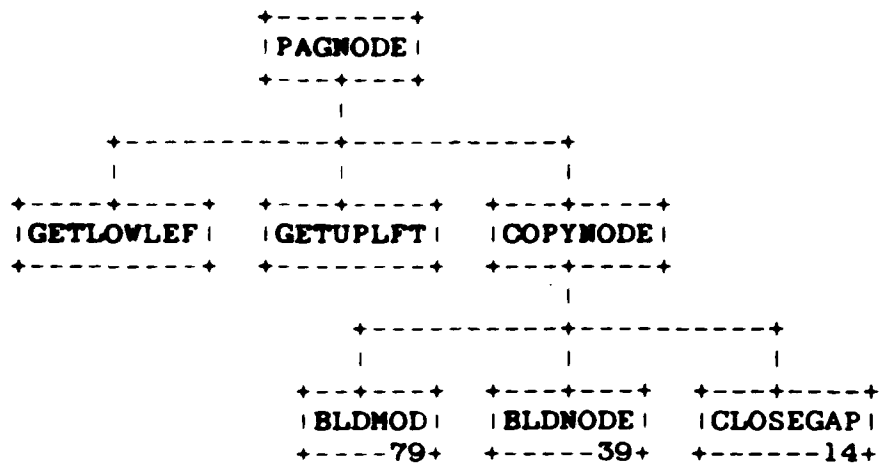 PAGNODE
GETLOWLEF GETUPLFT COPYNODE
BLDMOD BLDNODE CLOSEGAP
79 39 14